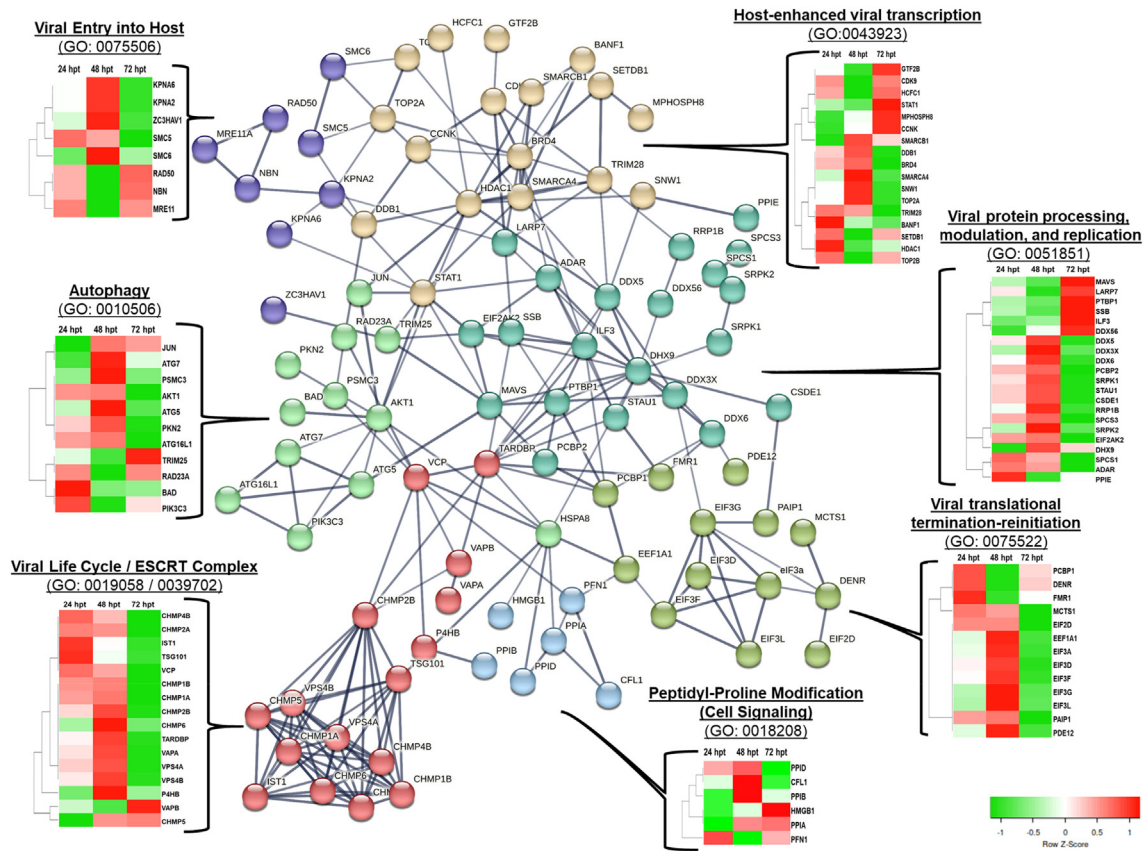 Viral Entry into Host
(GO: 0075506)
24 hpt 48 hpt 72 hpt
KPNA6
KPNA2
ZC3HAV1
SMC5
SMC6
RAD50
NBN
MRE11
Autophagy
(GO: 0010506)
24 hpt 48 hpt 72 hpt
JUN
ATG7
PSMC3
AKT1
ATG5
PKN2
ATG16L1
TRIM25
RAD23A
BAD
PIK3C3
Viral Life Cycle / ESCRT Complex
(GO: 0019058 / 0039702)
24 hpt 48 hpt 72 hpt
CHMP4B
CHMP2A
IST1
TSG101
VCP
CHMP1B
CHMP1A
CHMP2B
CHMP6
TARDBP
VAPA
VPS4A
VPS4B
P4HB
VAPB
CHMP5
HCFC1
GTF2B
SMC6
BANF1
SMARCB1
SETDB1
RAD50
TOP2A
MPHOSPH8
MRE11A
SMC5
CCNK
BRD4
NBN
KPNA2
HDAC1
SMARCA4
TRIM28
SNW1
KPNA6
DDB1
LARP7
PPIE
RRP1B
SPCS3
SPCS1
JUN
STAT1
ADAR
DDX5
SRPK2
DDX56
ZC3HAV1
RAD23A
TRIM25
EIF2AK2
SSB
ILF3
SRPK1
PKN2
PSMC3
DHX9
BAD
AKT1
MAVS
PTBP1
STAU1
DDX3X
CSDE1
DDX6
ATG7
ATG5
VCP
TARDBP
PCBP2
FMR1
PDE12
ATG16L1
PCBP1
PIK3C3
HSPA8
EIF3G
PAIP1
MCTS1
VAPB
EEF1A1
EIF3D
eIF3a
VAPA
CHMP2B
HMGB1
PFN1
EIF3F
DENR
P4HB
PPIA
EIF3L
EIF2D
TSG101
PPIB
PPID
CFL1
VPS4B
CHMP5
VPS4A
CHMP1A
CHMP4B
CHMP6
CHMP1B
IST1
Host-enhanced viral transcription
(GO:0043923)
24 hpt 48 hpt 72 hpt
GTF2B
CDK9
HCFC1
STAT1
MPHOSPH8
CCNK
SMARCB1
DDB1
BRD4
SMARCA4
SNW1
TOP2A
TRIM28
BANF1
SETDB1
HDAC1
TOP2B
Viral protein processing,
modulation, and replication
(GO: 0051851)
24 hpt 48 hpt 72 hpt
MAVS
LARP7
PTBP1
SSB
ILF3
DDX56
DDX5
DDX3X
DDX6
PCBP2
SRPK1
STAU1
CSDE1
RRP1B
SPCS3
SRPK2
EIF2AK2
DHX9
SPCS1
ADAR
PPIE
Viral translational
termination-reinitiation
(GO: 0075522)
24 hpt 48 hpt 72 hpt
PCBP1
DENR
FMR1
MCTS1
EIF2D
EEF1A1
EIF3A
EIF3D
EIF3F
EIF3G
EIF3L
PAIP1
PDE12
Peptidyl-Proline Modification
(Cell Signaling)
(GO: 0018208)
24 hpt 48 hpt 72 hpt
PPID
CFL1
PPIB
HMGB1
PPIA
PFN1
-1 -0.5 0 0.5 1
Row Z-Score